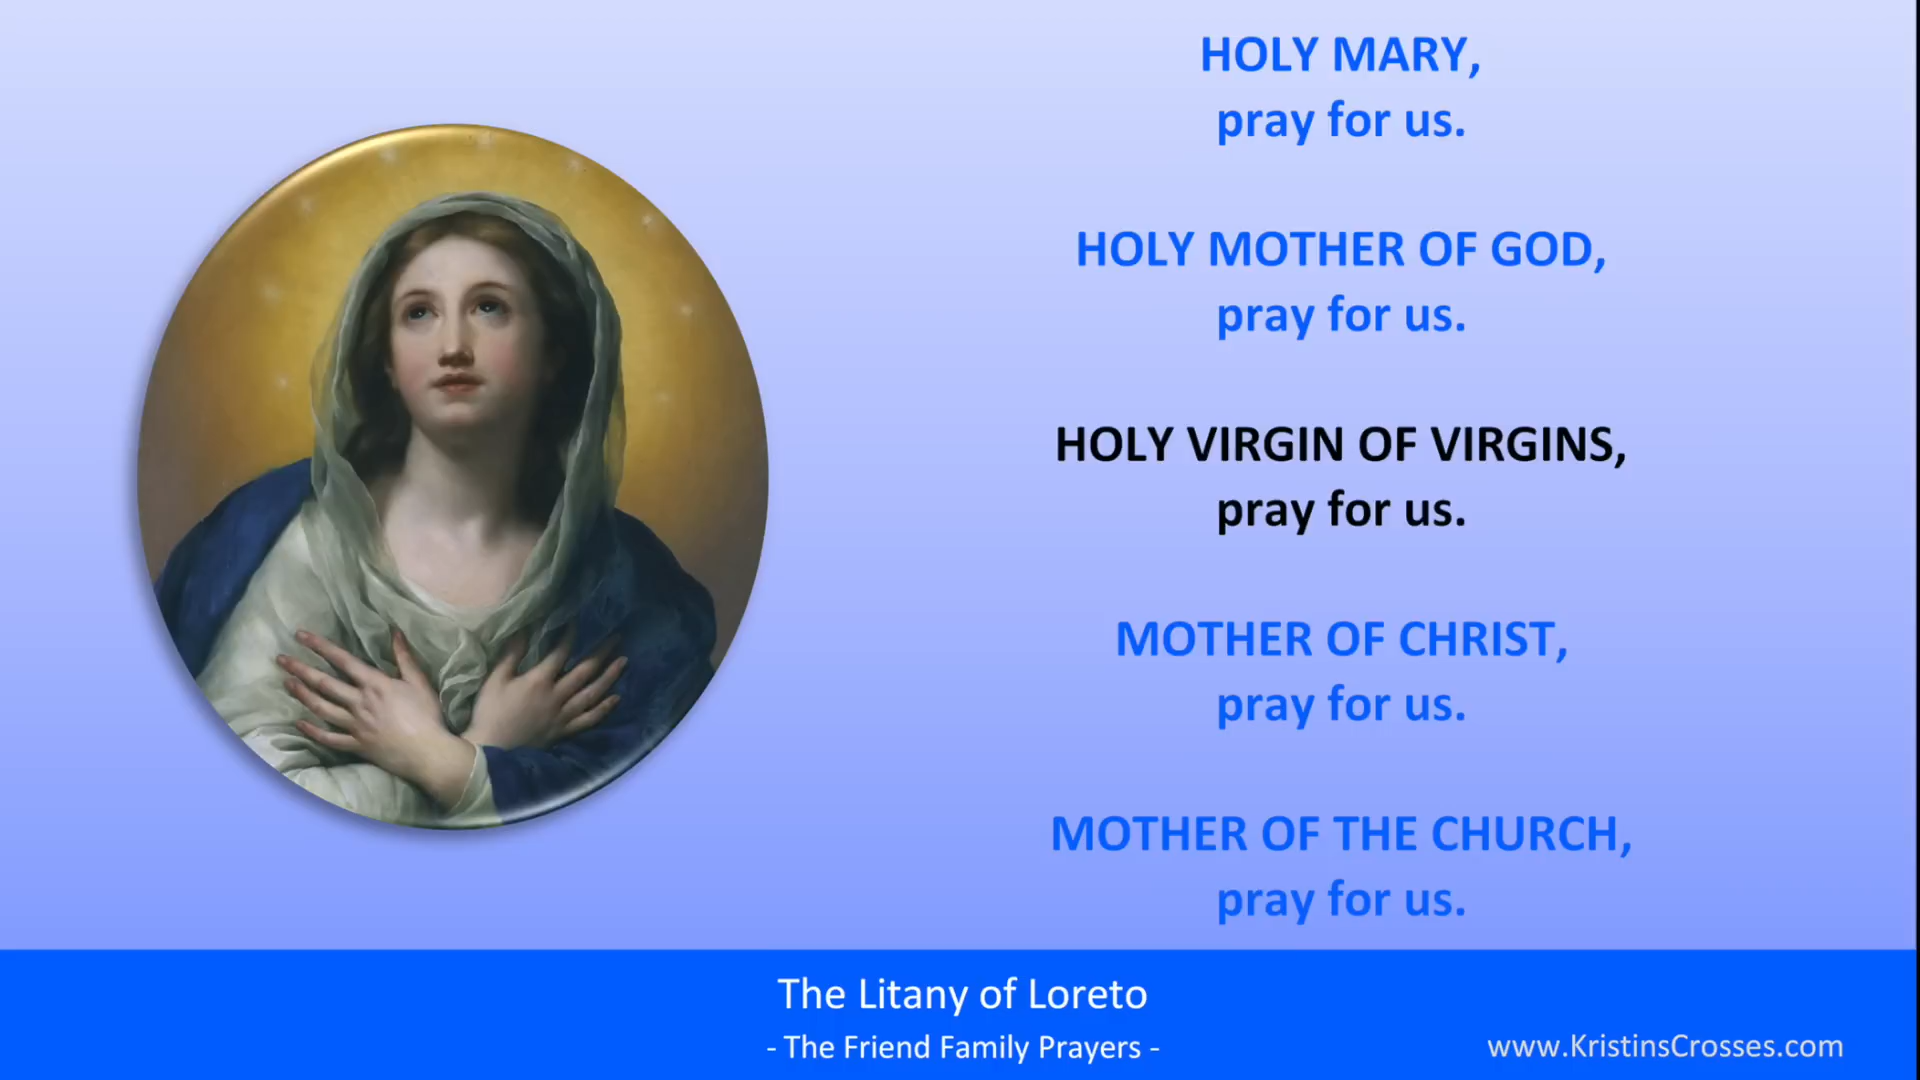 HOLY MARY,
pray for us.
HOLY MOTHER OF GOD,
pray for us.
HOLY VIRGIN OF VIRGINS,
pray for us.
MOTHER OF CHRIST,
pray for us.
MOTHER OF THE CHURCH,
pray for us.
The Litany of Loreto
- The Friend Family Prayers -
www.KristinsCrosses.com